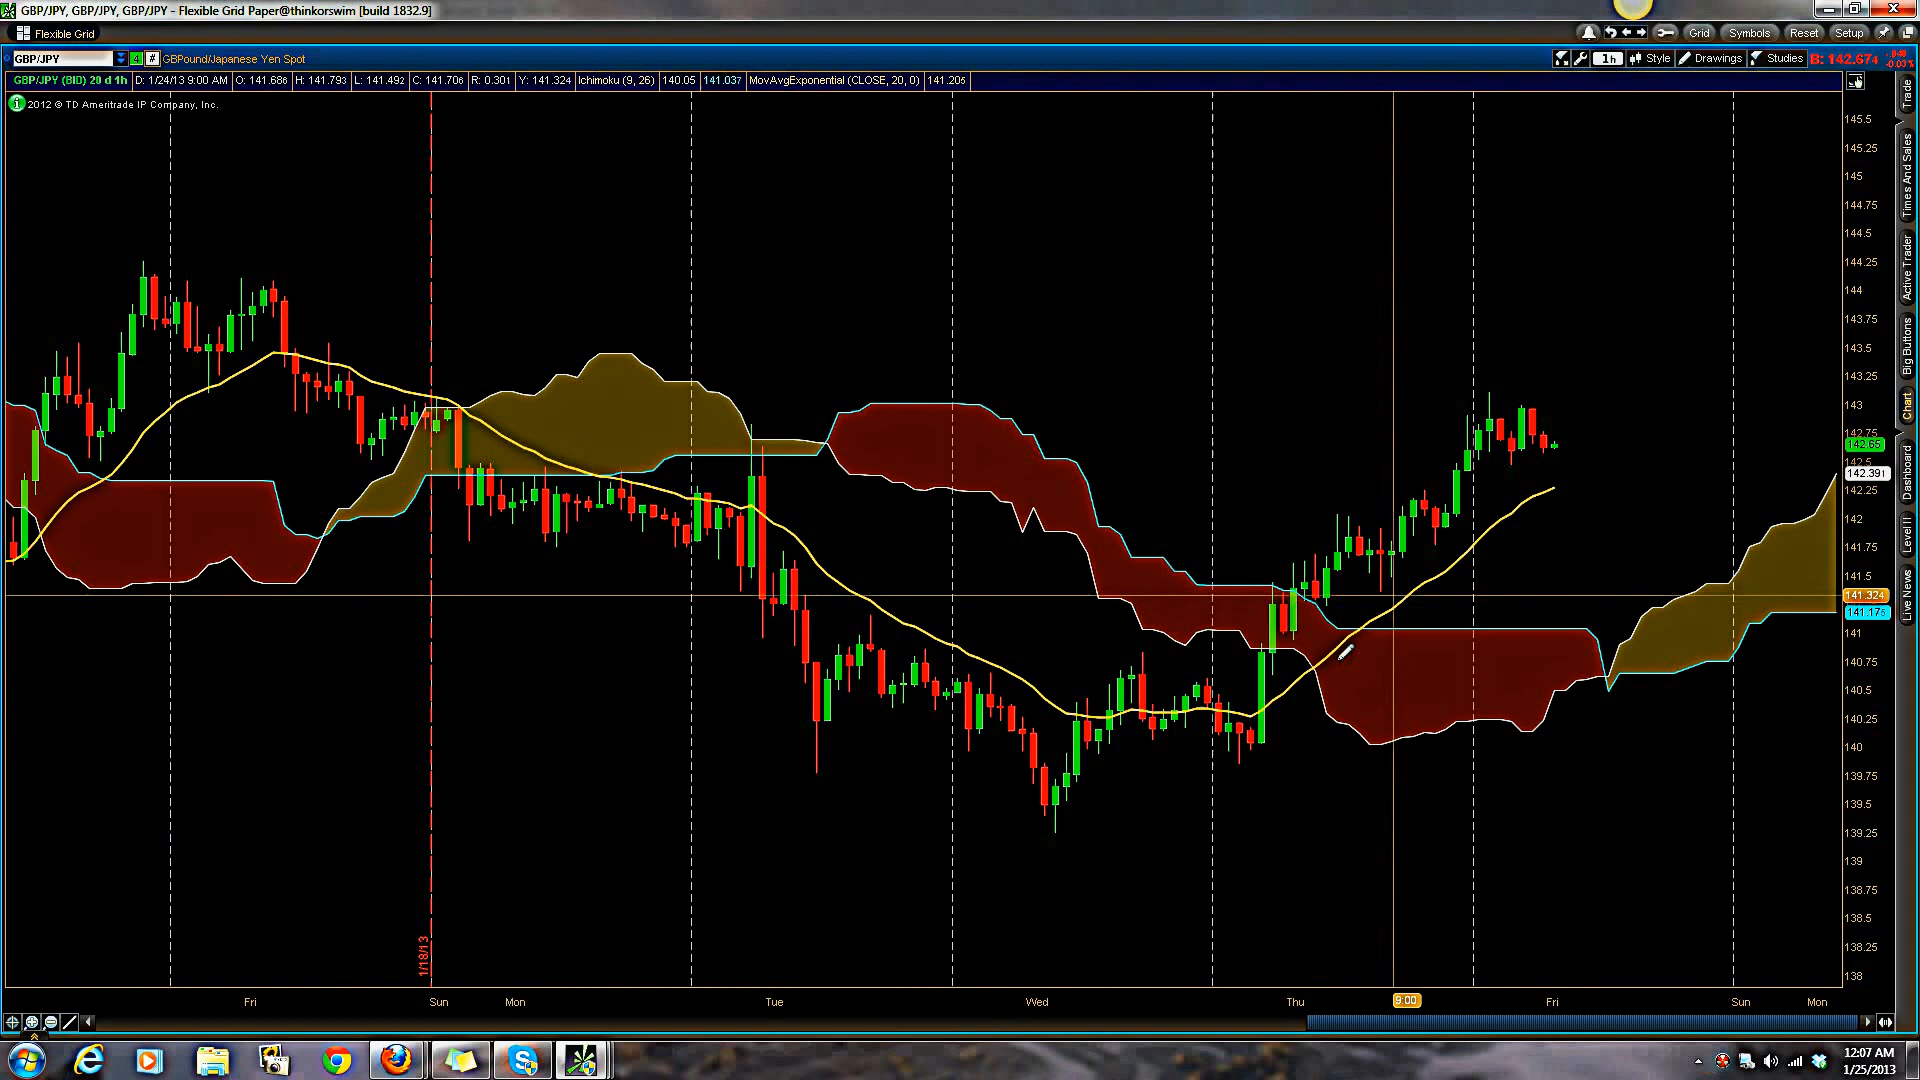 GBP/JPY, GBP/JPY, GBP/JPY - Flexible Grid Paper@thinkorswim [build 1832.9]
Flexible Grid
Grid Symbols Reset Setup
GBP/JPY 4 # GBPound/Japanese Yen Spot 1h Style Drawings Studies B: 142.674 -0.03%
GBP/JPY (BID) 20 d 1h D: 1/24/13 9:00 AM O: 141.686 H: 141.793 L: 141.492 C: 141.706 R: 0.301 Y: 141.324 Ichimoku (9, 26) 140.05 141.037 MovAvgExponential (CLOSE, 20, 0) 141.205
2012 © TD Ameritrade IP Company, Inc.
145.5
145.25
145
144.75
144.5
144.25
144
143.75
143.5
143.25
143
142.75
142.65
142.5
142.391
142.25
142
141.75
141.5
141.324
141.175
141
140.75
140.5
140.25
140
139.75
139.5
139.25
139
138.75
138.5
138.25
138
Trade
Times And Sales
Active Trader
Big Buttons
Chart
Dashboard
Level II
Live News
1/18/13
Fri Sun Mon Tue Wed Thu 9:00 Fri Sun Mon
12:07 AM
1/25/2013